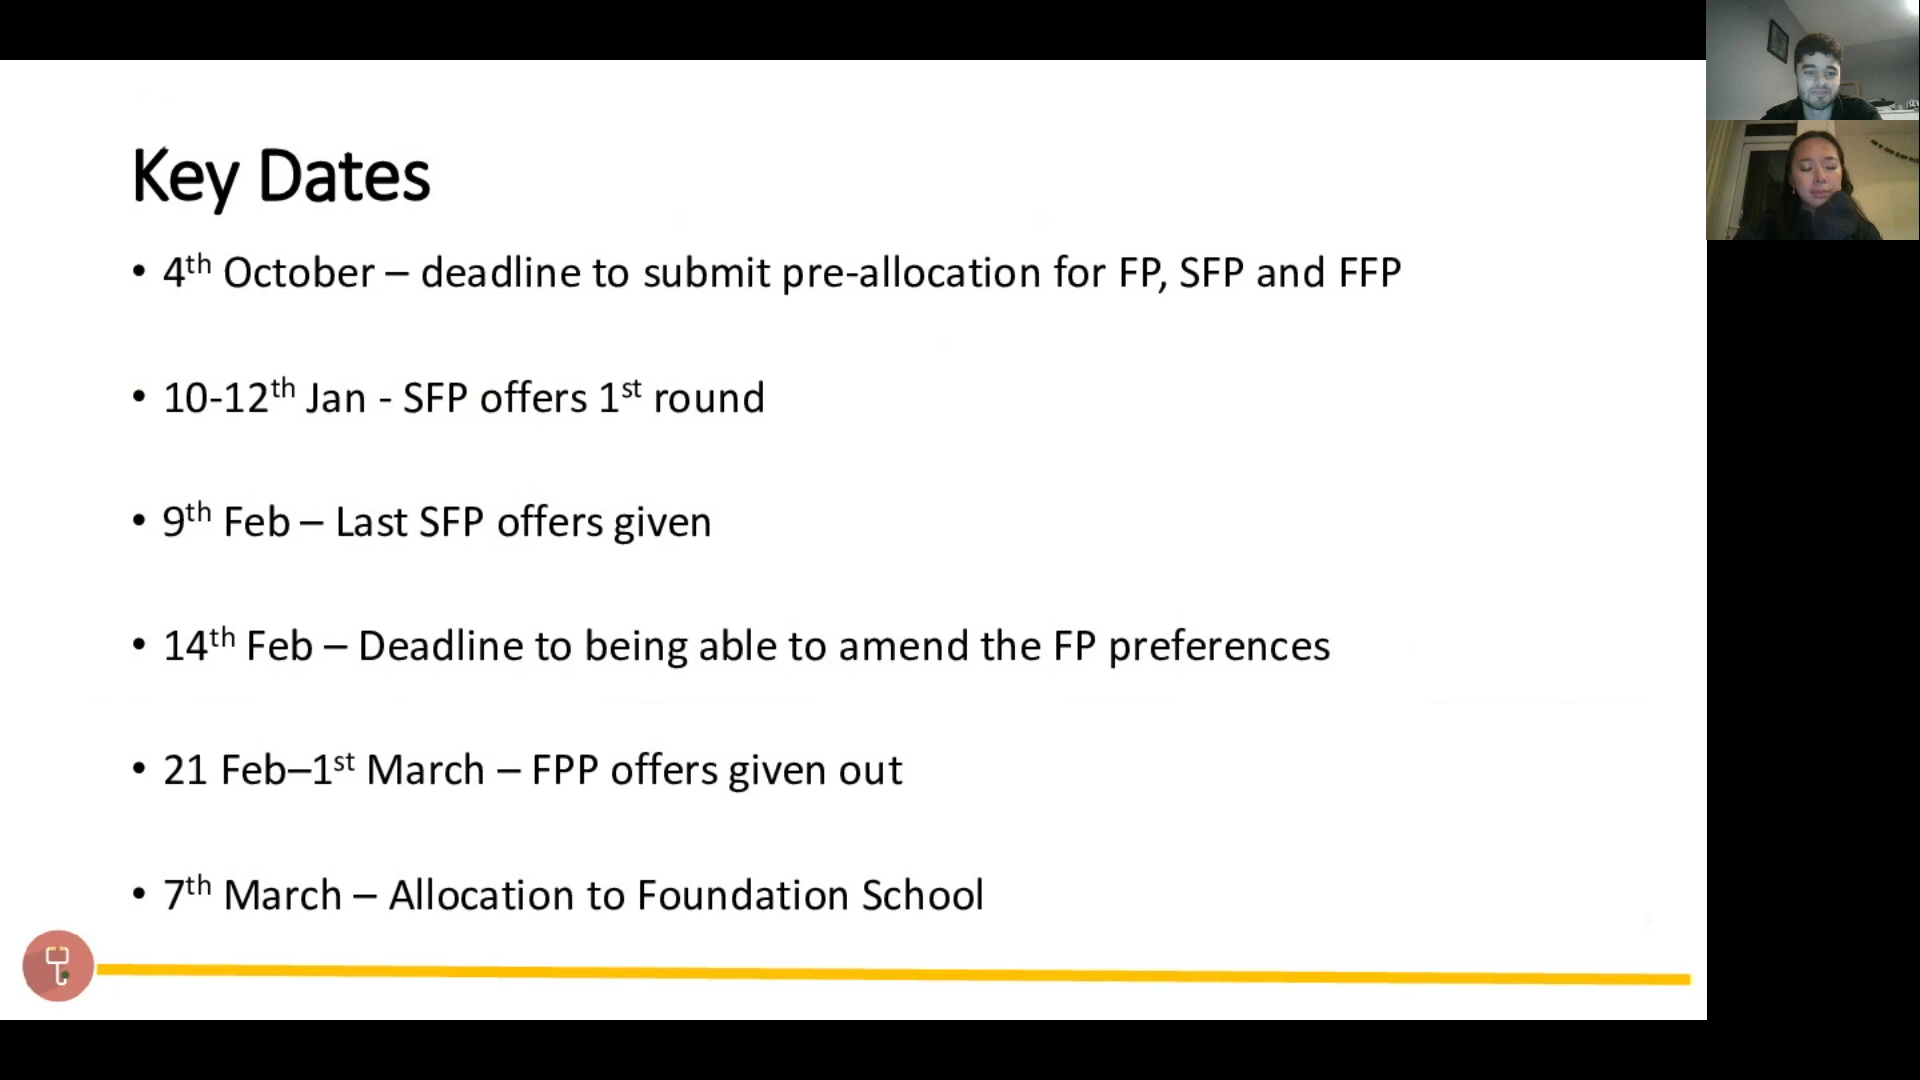 Key Dates
• 4th October – deadline to submit pre-allocation for FP, SFP and FFP
• 10-12th Jan - SFP offers 1st round
• 9th Feb – Last SFP offers given
• 14th Feb – Deadline to being able to amend the FP preferences
• 21 Feb–1st March – FPP offers given out
• 7th March – Allocation to Foundation School